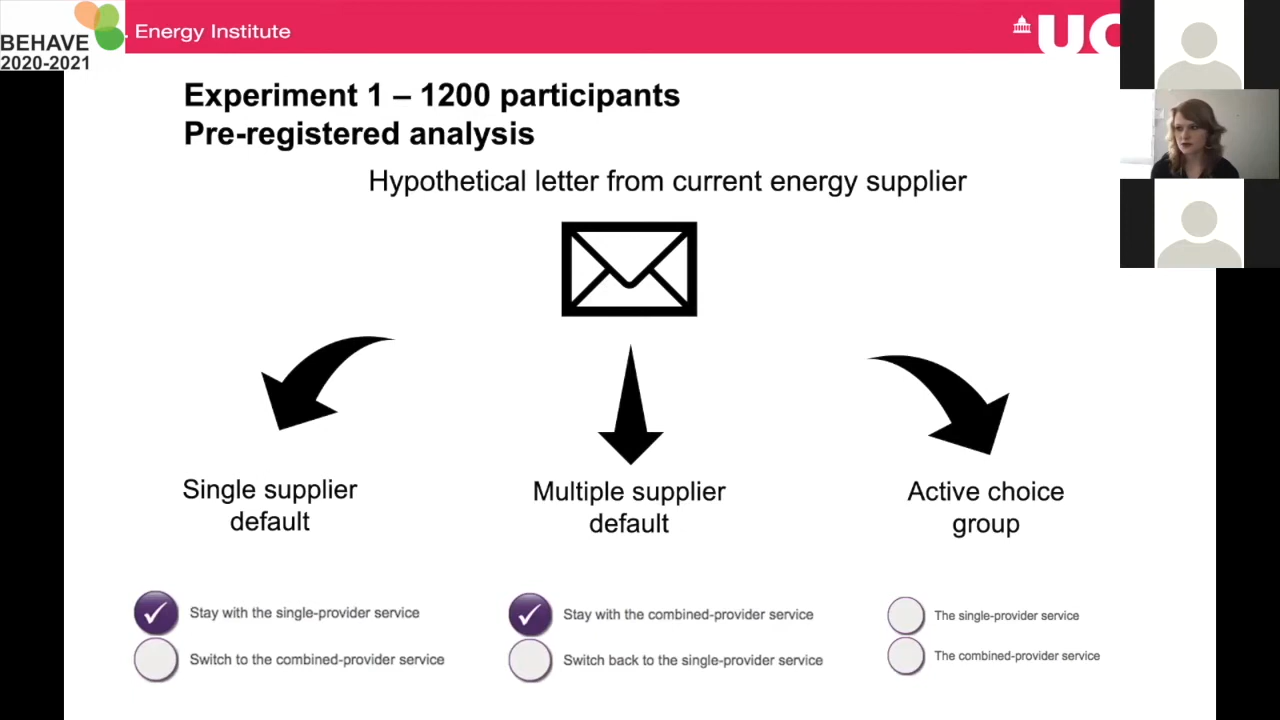 BEHAVE
2020-2021
Energy Institute
UC
Experiment 1 – 1200 participants
Pre-registered analysis
Hypothetical letter from current energy supplier
Single supplier
default
Multiple supplier
default
Active choice
group
Stay with the single-provider service
Switch to the combined-provider service
Stay with the combined-provider service
Switch back to the single-provider service
The single-provider service
The combined-provider service